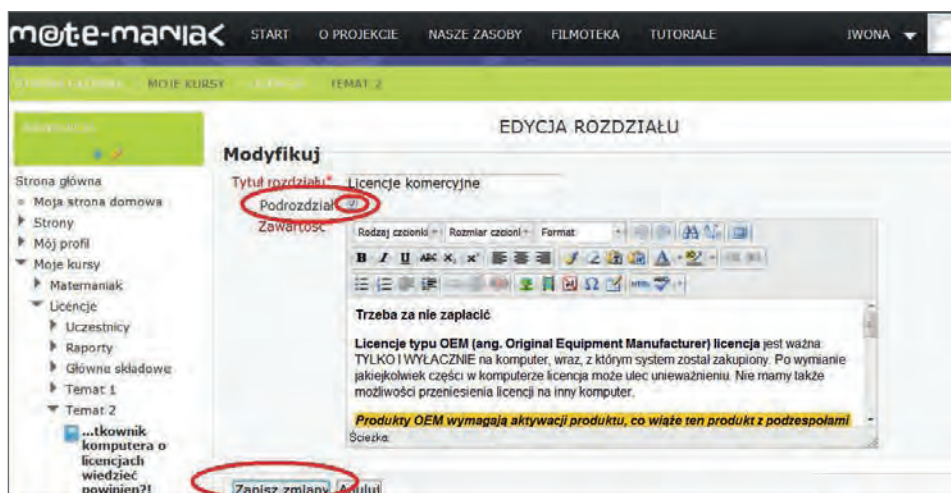 m@te-maniak START O PROJEKCIE NASZE ZASOBY FILMOTEKA TUTORIALE IWONA
MOJE KURSY TEMAT 2
EDYCJA ROZDZIAŁU
Modyfikuj
Tytuł rozdziału* Licencje komercyjne
Podrozdział
Zawartość
Rodzaj czcionki Rozmiar czcionki Format
B I U ABC X₂ X² HTML
Trzeba za nie zapłacić
Licencje typu OEM (ang. Original Equipment Manufacturer) licencja jest ważna
TYLKO I WYŁĄCZNIE na komputer, wraz, z którym system został zakupiony. Po wymianie
jakiejkolwiek części w komputerze licencja może ulec unieważnieniu. Nie mamy także
możliwości przeniesienia licencji na inny komputer.
Produkty OEM wymagają aktywacji produktu, co wiąże ten produkt z podzespołami
Ścieżka:
Zapisz zmiany Anuluj
Strona główna
Moja strona domowa
Strony
Mój profil
Moje kursy
Matemaniak
Licencje
Uczestnicy
Raporty
Główne składowe
Temat 1
Temat 2
...tkownik
komputera o
licencjach
wiedzieć
powinien?!